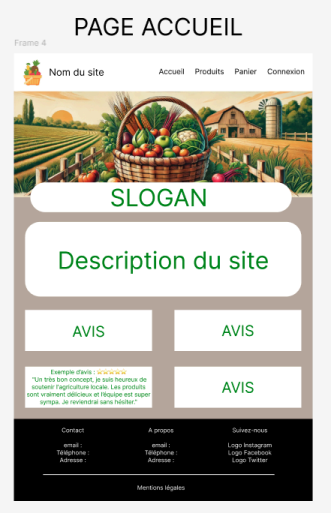 PAGE ACCUEIL
Frame 4
Nom du site
Accueil Produits Panier Connexion
SLOGAN
Description du site
AVIS
AVIS
Exemple d'avis : ⭐⭐⭐⭐⭐
"Un très bon concept, je suis heureux de
soutenir l'agriculture locale. Les produits
sont vraiment délicieux et l'équipe est super
sympa. Je reviendrai sans hésiter."
AVIS
Contact
email :
Téléphone :
Adresse :
A propos
email :
Téléphone :
Adresse :
Suivez-nous
Logo Instagram
Logo Facebook
Logo Twitter
Mentions légales